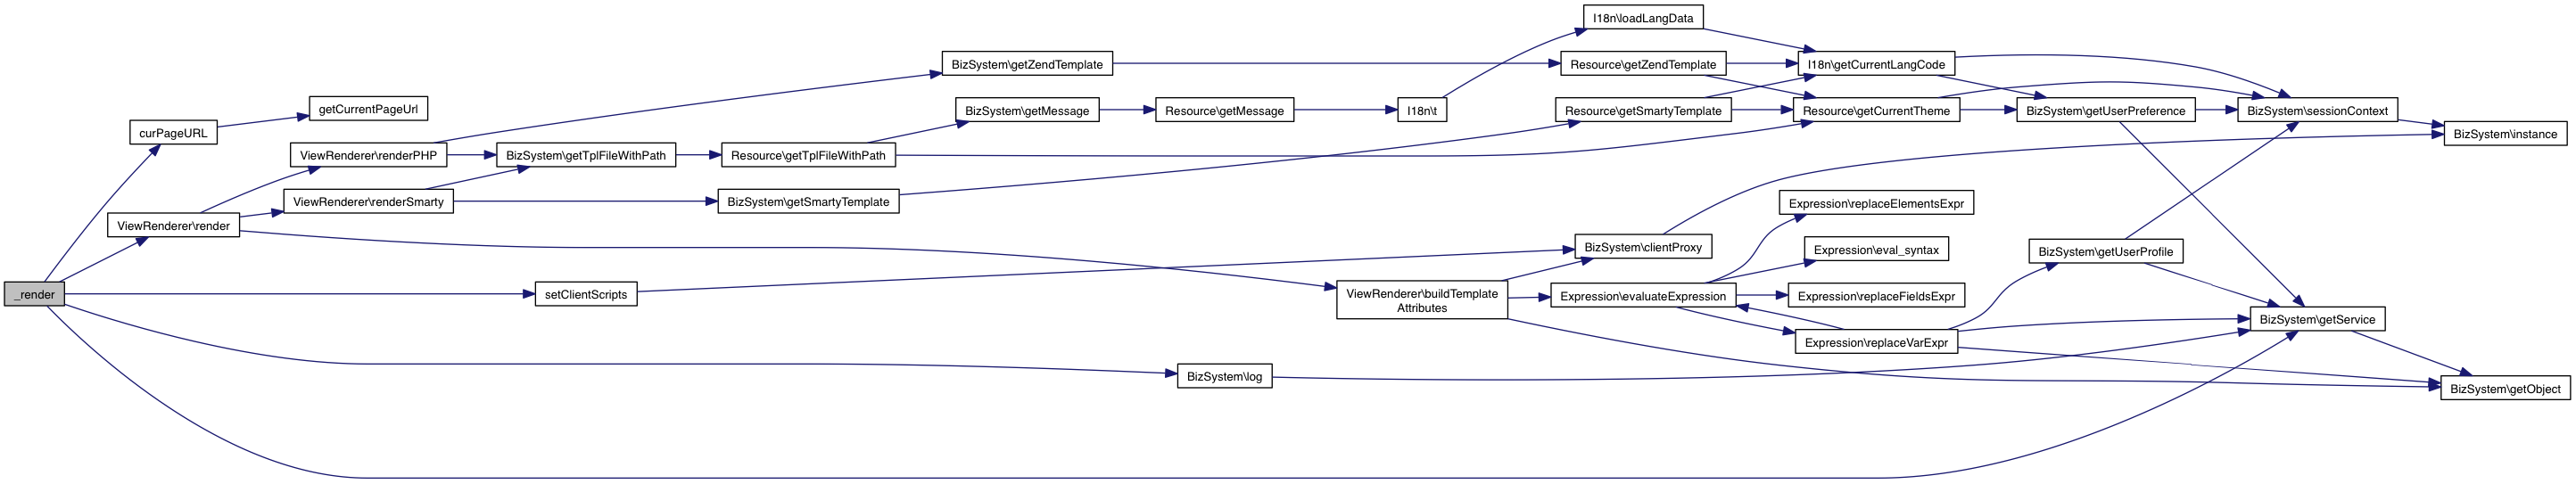 _render
curPageURL
getCurrentPageUrl
ViewRenderer\render
ViewRenderer\renderPHP
ViewRenderer\renderSmarty
BizSystem\getTplFileWithPath
Resource\getTplFileWithPath
BizSystem\getSmartyTemplate
BizSystem\getZendTemplate
BizSystem\getMessage
Resource\getMessage
I18n\t
I18n\loadLangData
Resource\getZendTemplate
Resource\getSmartyTemplate
I18n\getCurrentLangCode
Resource\getCurrentTheme
BizSystem\getUserPreference
BizSystem\sessionContext
BizSystem\instance
setClientScripts
BizSystem\clientProxy
ViewRenderer\buildTemplate
Attributes
Expression\evaluateExpression
Expression\replaceElementsExpr
Expression\eval_syntax
Expression\replaceFieldsExpr
Expression\replaceVarExpr
BizSystem\getUserProfile
BizSystem\getService
BizSystem\getObject
BizSystem\log